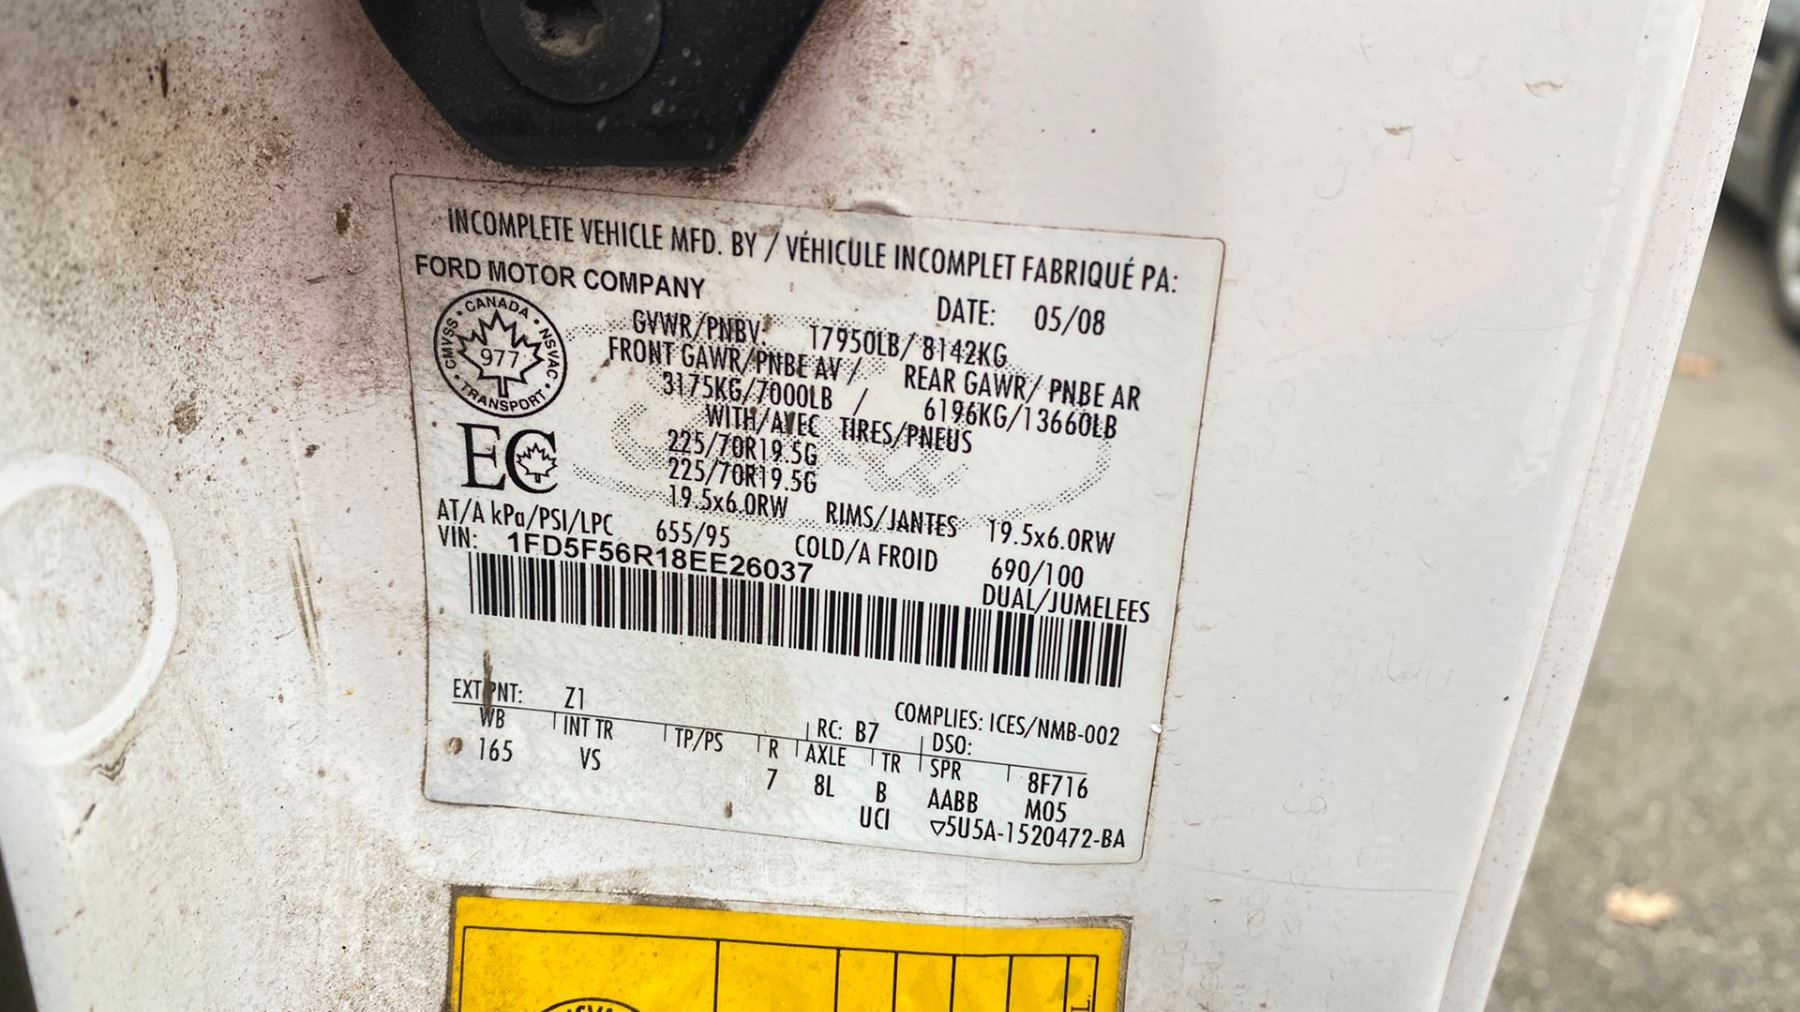 INCOMPLETE VEHICLE MFD. BY / VÉHICULE INCOMPLET FABRIQUÉ PA:
FORD MOTOR COMPANY
DATE: 05/08
GVWR/PNBV: 17950LB/ 8142KG
FRONT GAWR/PNBE AV / REAR GAWR/ PNBE AR
3175KG/7000LB / 6196KG/13660LB
WITH/AVEC TIRES/PNEUS
225/70R19.5G
225/70R19.5G
19.5x6.0RW RIMS/JANTES 19.5x6.0RW
AT/A kPa/PSI/LPC 655/95 COLD/A FROID 690/100
DUAL/JUMELEES
CANADA
CMVSS
NSVAC
977
TRANSPORT
EC
VIN: 1FD5F56R18EE26037
EXT PNT: Z1 COMPLIES: ICES/NMB-002
RC: B7 DSO:
WB INT TR TP/PS R AXLE TR SPR 8F716
165 VS 7 8L B AABB M05
UCI ▽5U5A-1520472-BA